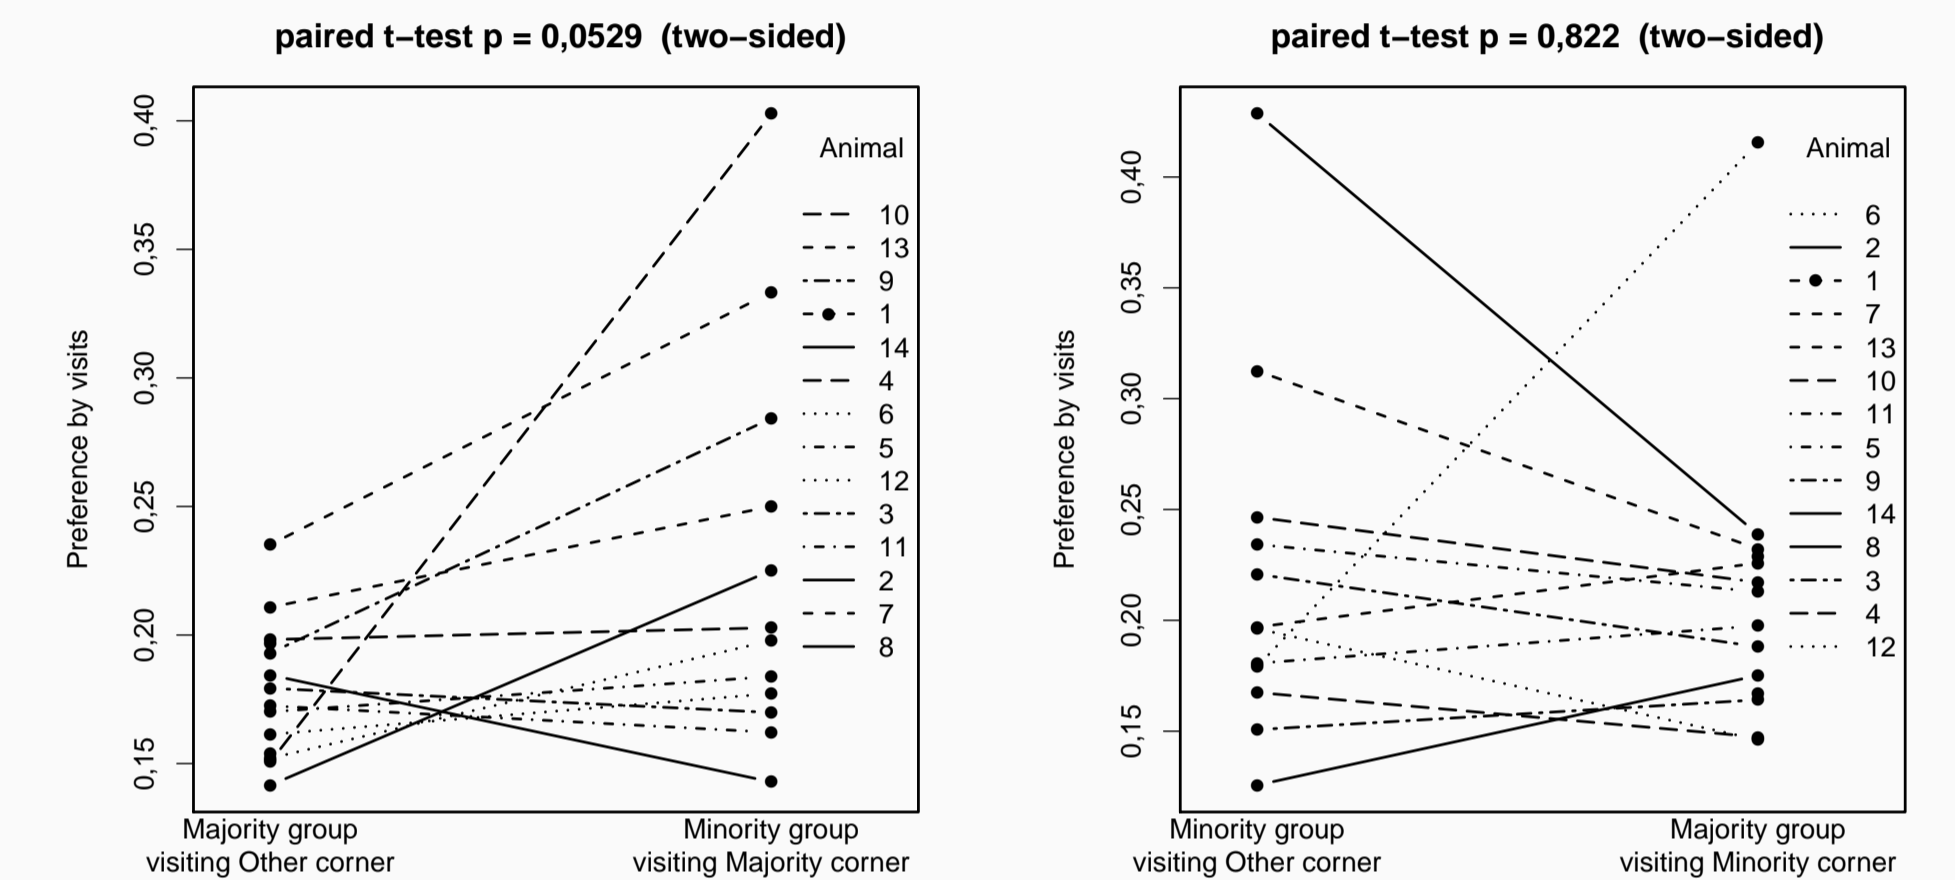 paired t−test p = 0,0529 (two−sided)
Preference by visits
0,40
0,35
0,30
0,25
0,20
0,15
Animal
10
13
9
1
14
4
6
5
12
3
11
2
7
8
Majority group
visiting Other corner
Minority group
visiting Majority corner
paired t−test p = 0,822 (two−sided)
Preference by visits
0,40
0,35
0,30
0,25
0,20
0,15
Animal
6
2
1
7
13
10
11
5
9
14
8
3
4
12
Minority group
visiting Other corner
Majority group
visiting Minority corner